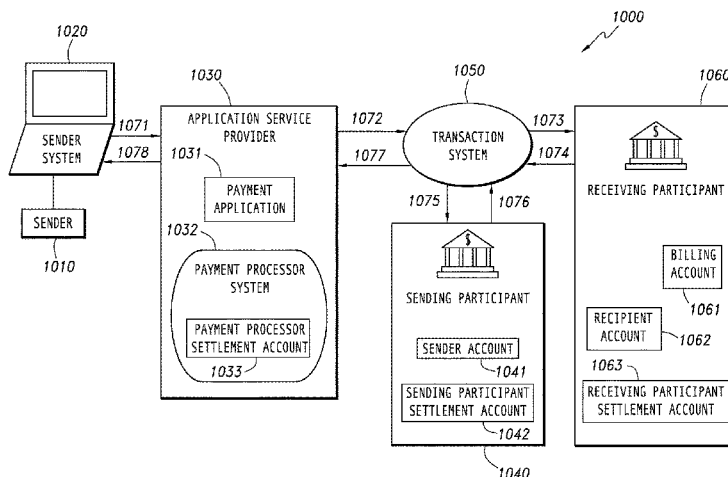 1000
1020
SENDER
SYSTEM
1071
1078
SENDER
1010
1030
APPLICATION SERVICE
PROVIDER
1031
PAYMENT
APPLICATION
1032
PAYMENT PROCESSOR
SYSTEM
PAYMENT PROCESSOR
SETTLEMENT ACCOUNT
1033
1072
1077
1050
TRANSACTION
SYSTEM
1073
1074
1075
1076
$
SENDING PARTICIPANT
SENDER ACCOUNT
1041
SENDING PARTICIPANT
SETTLEMENT ACCOUNT
1042
1040
1060
$
RECEIVING PARTICIPANT
BILLING
ACCOUNT
1061
RECIPIENT
ACCOUNT
1062
1063
RECEIVING PARTICIPANT
SETTLEMENT ACCOUNT